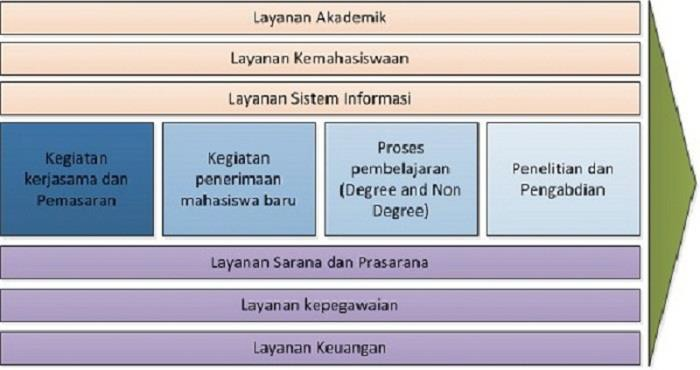 Layanan Akademik
Layanan Kemahasiswaan
Layanan Sistem Informasi
Kegiatan
kerjasama dan
Pemasaran
Kegiatan
penerimaan
mahasiswa baru
Proses
pembelajaran
(Degree and Non
Degree)
Penelitian dan
Pengabdian
Layanan Sarana dan Prasarana
Layanan kepegawaian
Layanan Keuangan